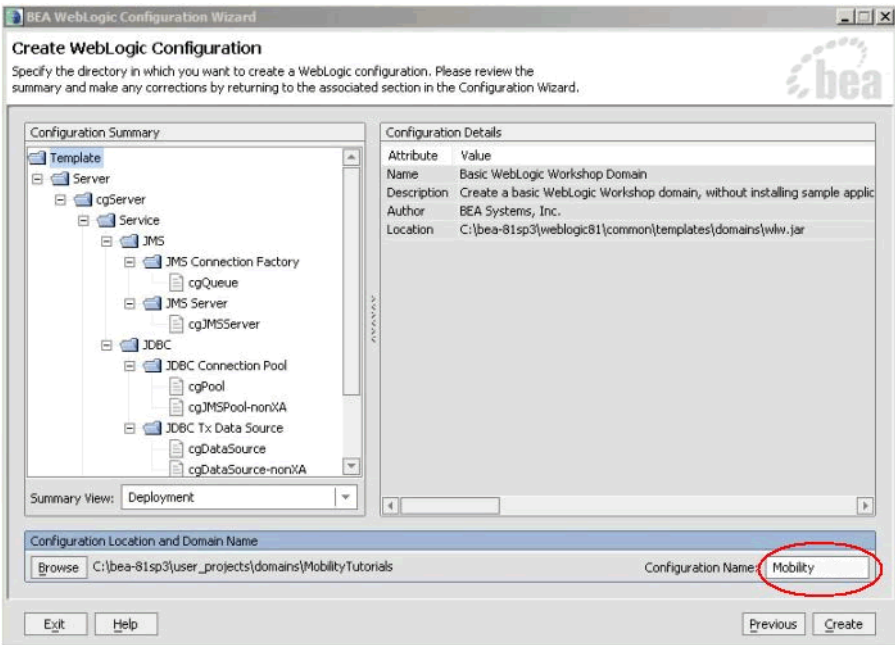 BEA WebLogic Configuration Wizard
Create WebLogic Configuration
Specify the directory in which you want to create a WebLogic configuration. Please review the
summary and make any corrections by returning to the associated section in the Configuration Wizard.
bea
Configuration Summary
Template
Server
cgServer
Service
JMS
JMS Connection Factory
cgQueue
JMS Server
cgJMSServer
JDBC
JDBC Connection Pool
cgPool
cgJMSPool-nonXA
JDBC Tx Data Source
cgDataSource
cgDataSource-nonXA
Summary View: Deployment
Configuration Details
Attribute Value
Name Basic WebLogic Workshop Domain
Description Create a basic WebLogic Workshop domain, without installing sample applic
Author BEA Systems, Inc.
Location C:\bea-81sp3\weblogic81\common\templates\domains\wlw.jar
Configuration Location and Domain Name
Browse C:\bea-81sp3\user_projects\domains\MobilityTutorials Configuration Name: Mobility
Exit Help Previous Create